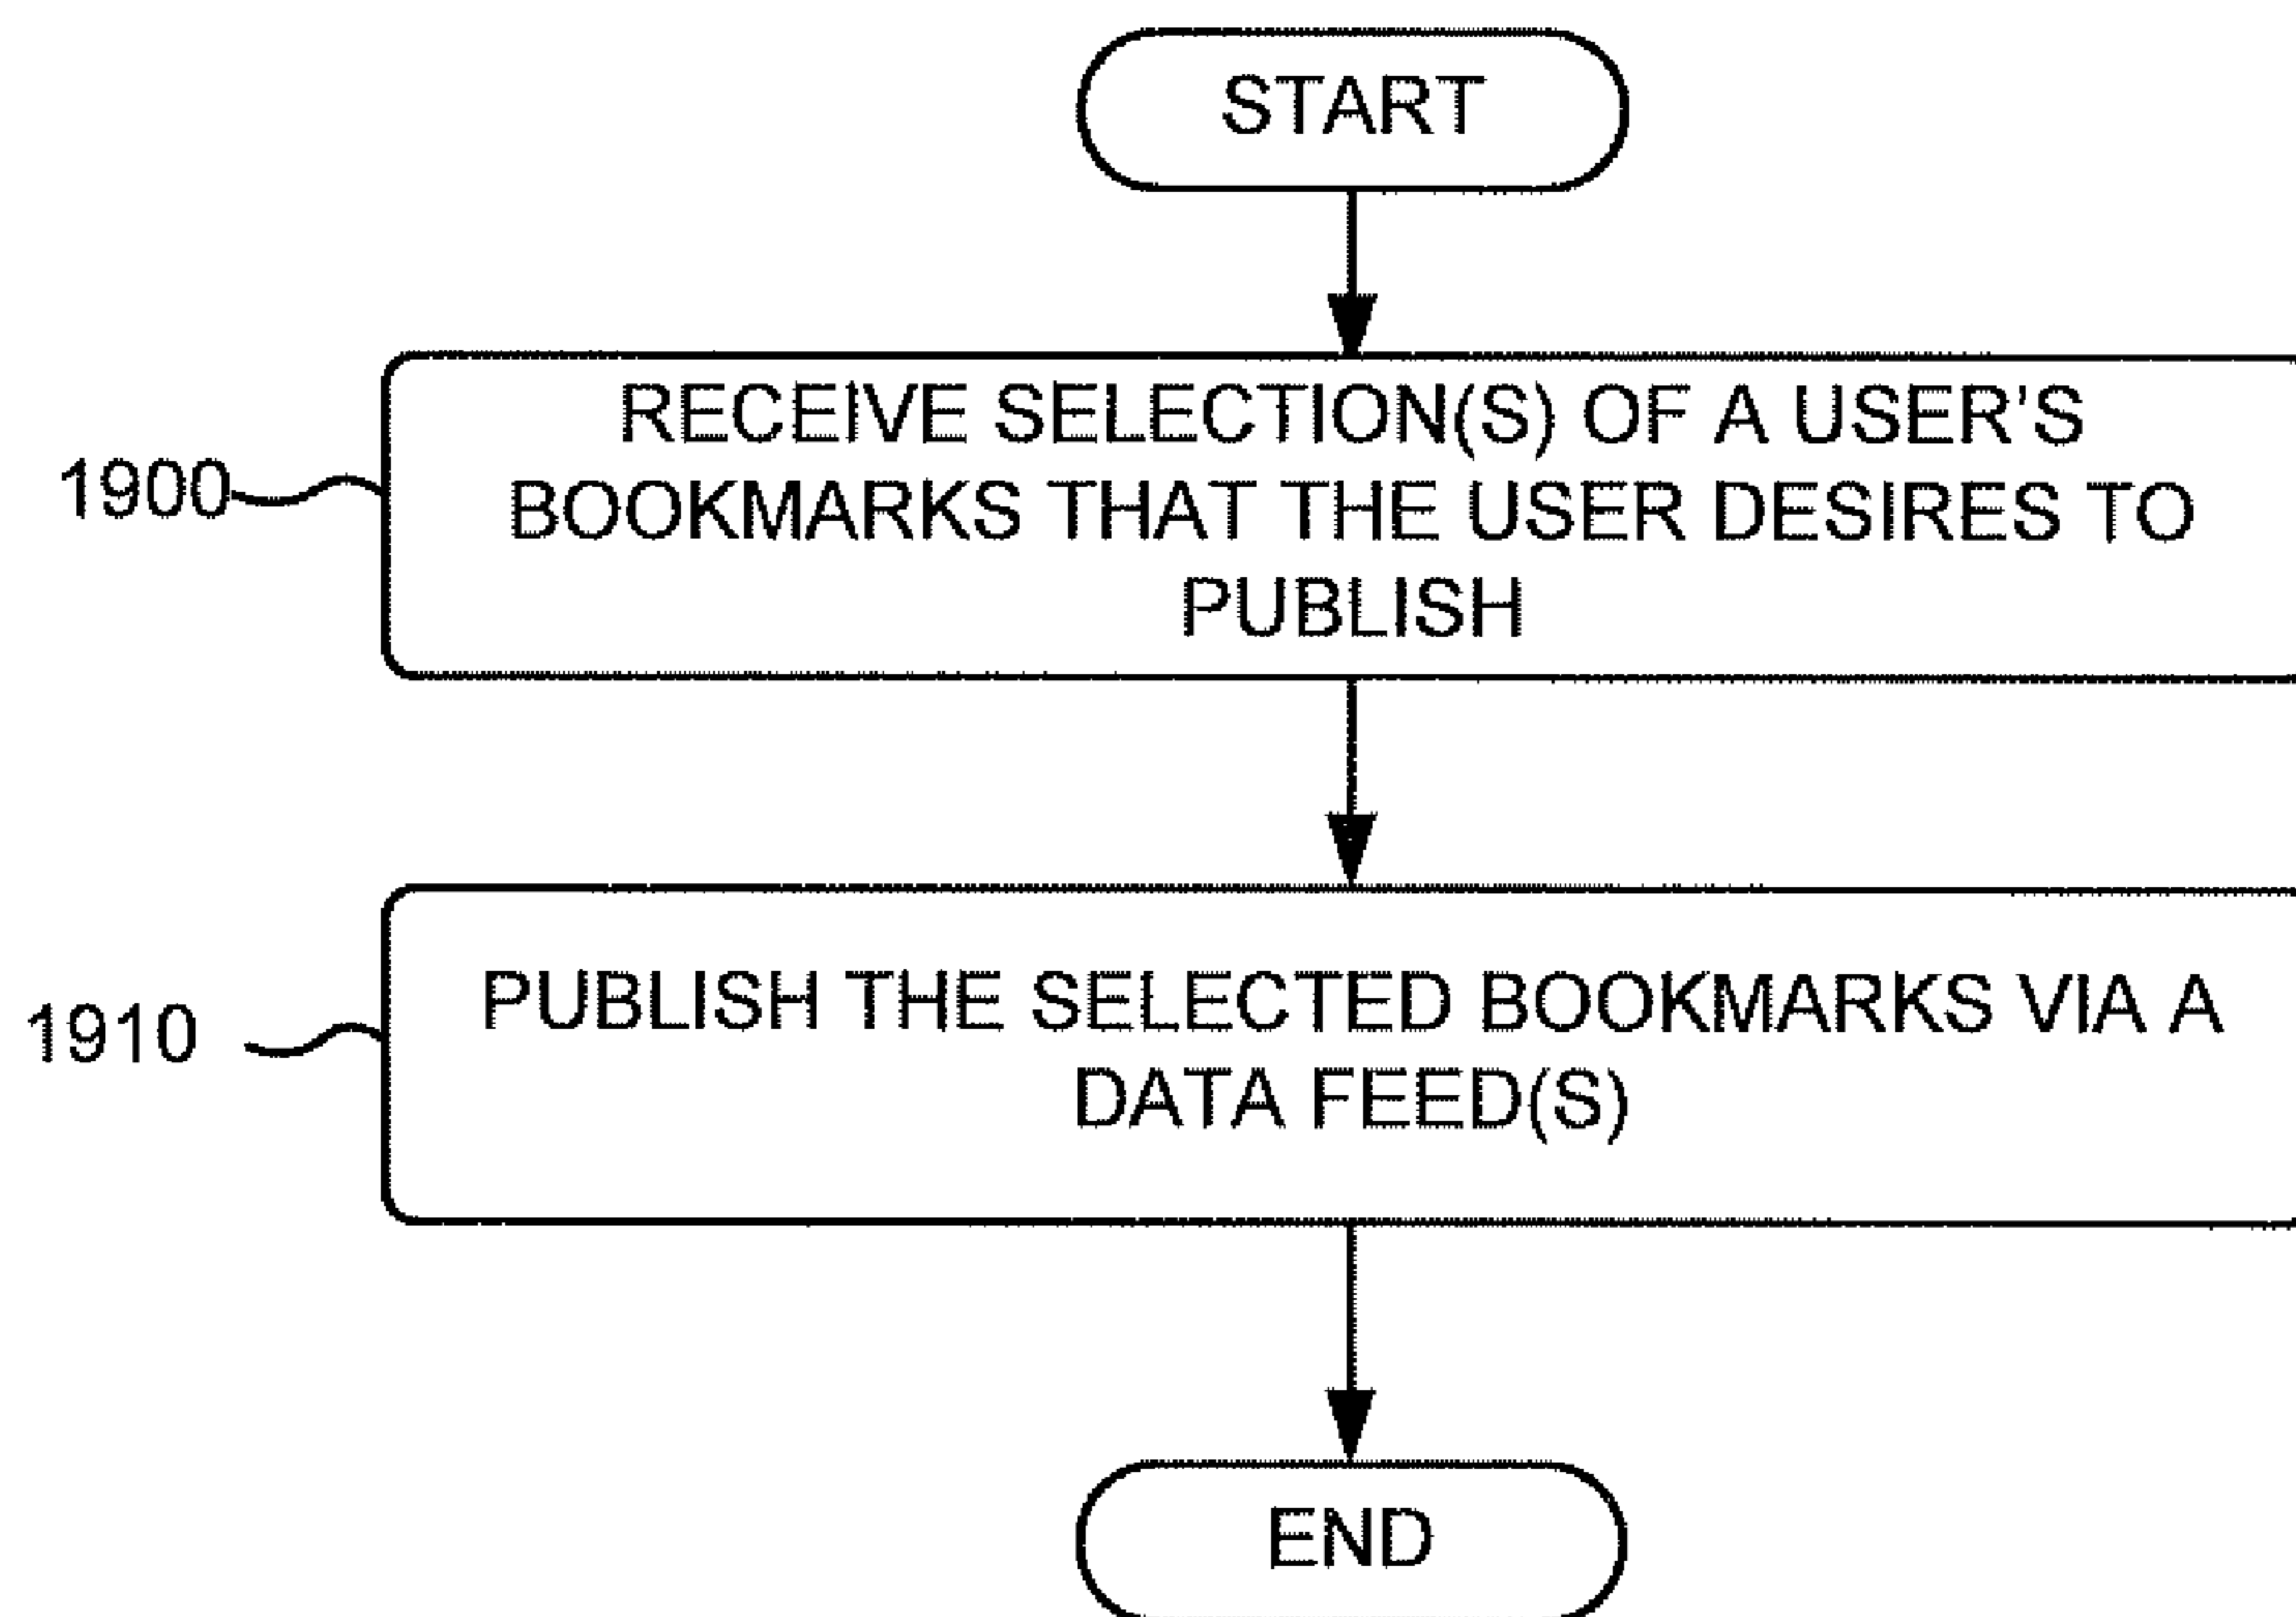 START
RECEIVE SELECTION(S) OF A USER’S
1900
BOOKMARKS THAT THE USER DESIRES TO
PUBLISH
PUBLISH THE SELECTED BOOKMARKS VIA A
1910
DATA FEED(S)
END